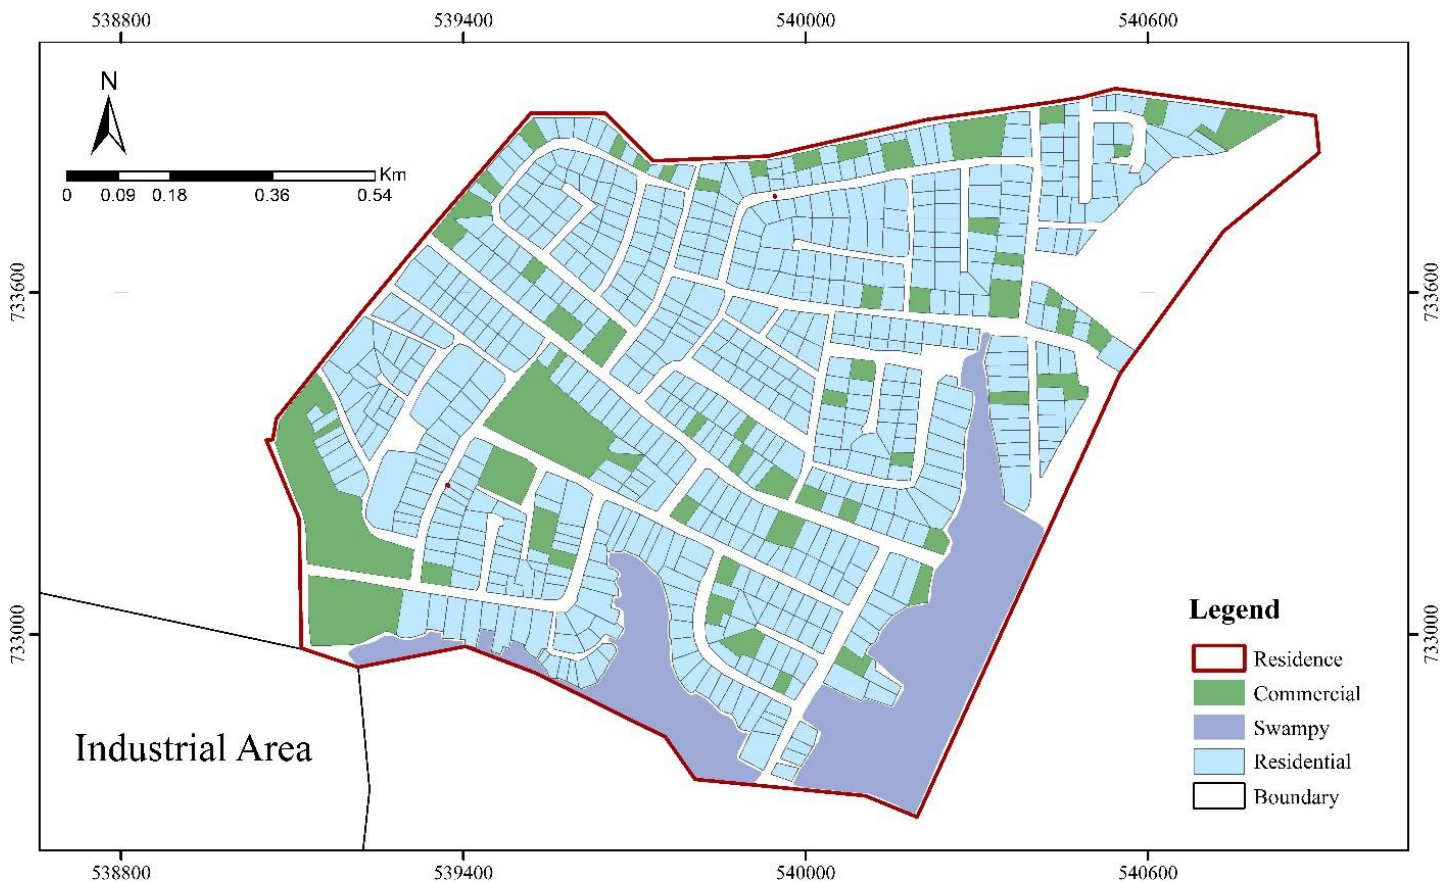 538800 539400 540000 540600
N
Km
0 0.09 0.18 0.36 0.54
733600 733600
733000 733000
Legend
Residence
Commercial
Swampy
Residential
Boundary
Industrial Area
538800 539400 540000 540600